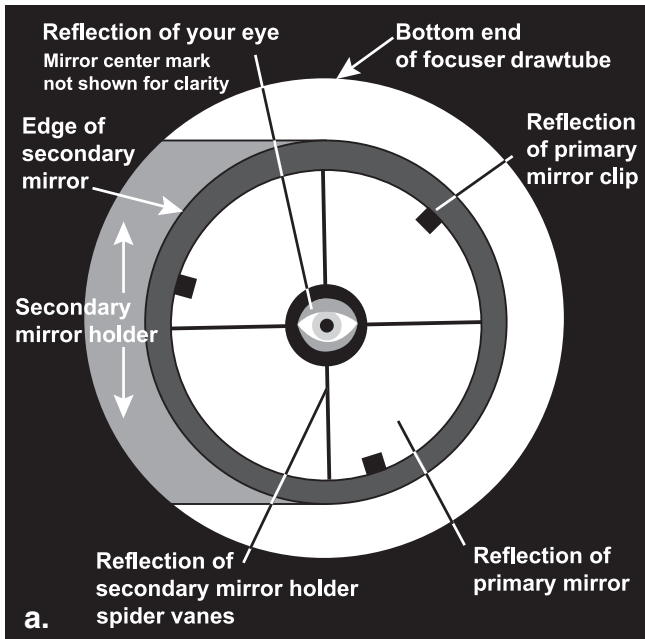 Reflection of your eye
Mirror center mark
not shown for clarity
Bottom end
of focuser drawtube
Edge of
secondary
mirror
Reflection
of primary
mirror clip
Secondary
mirror holder
Reflection of
secondary mirror holder
spider vanes
Reflection of
primary mirror
a.